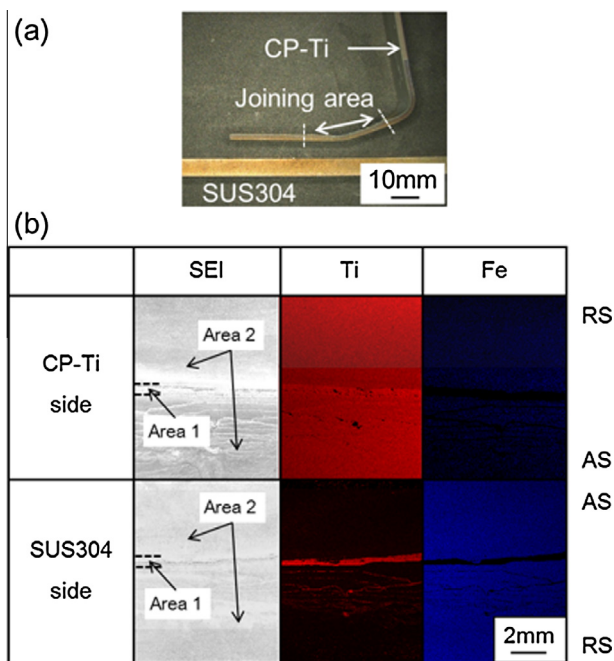 (a)
CP-Ti
Joining area
SUS304
10mm
(b)
SEI Ti Fe
CP-Ti
side
Area 2
Area 1
RS
AS
SUS304
side
Area 2
Area 1
AS
RS
2mm